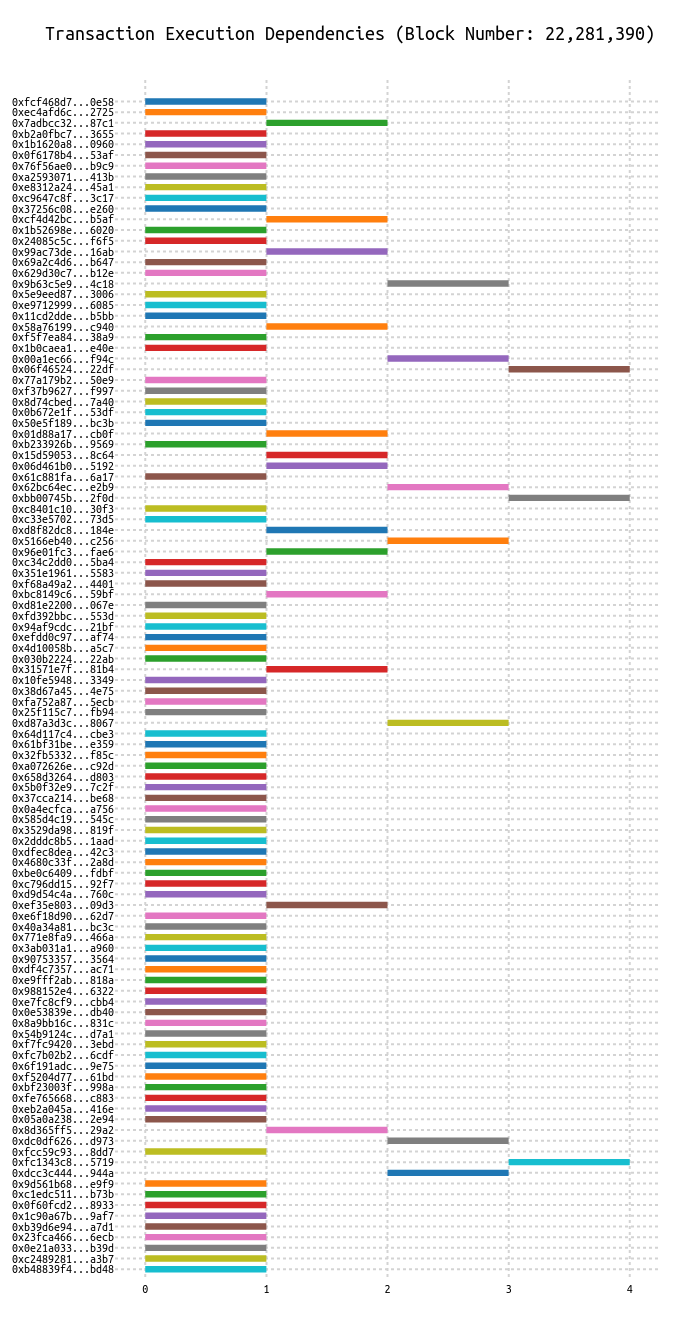 Transaction Execution Dependencies (Block Number: 22,281,390)
0xfcf468d7...0e58
0xec4afd6c...2725
0x7adbcc32...87c1
0xb2a0fbc7...3655
0x1b1620a8...0960
0x0f6178b4...53af
0x76f56ae0...b9c9
0xa2593071...413b
0xe8312a24...45a1
0xc9647c8f...3c17
0x37256c08...e260
0xcf4d42bc...b5af
0x1b52698e...6020
0x24085c5c...f6f5
0x99ac73de...16ab
0x69a2c4d6...b647
0x629d30c7...b12e
0x9b63c5e9...4c18
0x5e9eed87...3006
0xe9712999...6085
0x11cd2dde...b5bb
0x58a76199...c940
0xf5f7ea84...38a9
0x1b0caea1...e40e
0x00a1ec66...f94c
0x06f46524...22df
0x77a179b2...50e9
0xf37b9627...f997
0x8d74cbed...7a40
0x0b672e1f...53df
0x50e5f189...bc3b
0x01d88a17...cb0f
0xb233926b...9569
0x15d59053...8c64
0x06d461b0...5192
0x61c881fa...6a17
0x62bc64ec...e2b9
0xbb00745b...2f0d
0xc8401c10...30f3
0xc33e5702...73d5
0xd8f82dc8...184e
0x5166eb40...c256
0x96e01fc3...fae6
0xc34c2dd0...5ba4
0x351e1961...5583
0xf68a49a2...4401
0xbc8149c6...59bf
0xd81e2200...067e
0xfd392bbc...553d
0x94af9cdc...21bf
0xefdd0c97...af74
0x4d10058b...a5c7
0x030b2224...22ab
0x31571e7f...81b4
0x10fe5948...3349
0x38d67a45...4e75
0xfa752a87...5ecb
0x25f115c7...fb94
0xd87a3d3c...8067
0x64d117c4...cbe3
0x61bf31be...e359
0x32fb5332...f85c
0xa072626e...c92d
0x658d3264...d803
0x5b0f32e9...7c2f
0x37cca214...be68
0x0a4ecfca...a756
0x585d4c19...545c
0x3529da98...819f
0x2dddc8b5...1aad
0xdfec8dea...42c3
0x4680c33f...2a8d
0xbe0c6409...fdbf
0xc796dd15...92f7
0xd9d54c4a...760c
0xef35e803...09d3
0xe6f18d90...62d7
0x40a34a81...bc3c
0x771e8fa9...466a
0x3ab031a1...a960
0x90753357...3564
0xdf4c7357...ac71
0xe9fff2ab...818a
0x988152e4...6322
0xe7fc8cf9...cbb4
0x0e53839e...db40
0x8a9bb16c...831c
0x54b9124c...d7a1
0xf7fc9420...3ebd
0xfc7b02b2...6cdf
0x6f191adc...9e75
0xf5204d77...61bd
0xbf23003f...998a
0xfe765668...c883
0xeb2a045a...416e
0x05a0a238...2e94
0x8d365ff5...29a2
0xdc0df626...d973
0xfcc59c93...8dd7
0xfc1343c8...5719
0xdcc3c444...944a
0x9d561b68...e9f9
0xc1edc511...b73b
0x0f60fcd2...8933
0x1c90a67b...9af7
0xb39d6e94...a7d1
0x23fca466...6ecb
0x0e21a033...b39d
0xc2489281...a3b7
0xb48839f4...bd48
0 1 2 3 4